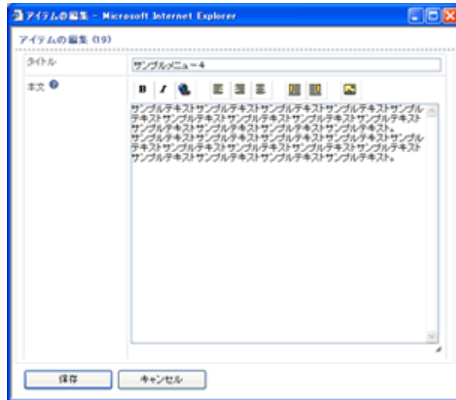 アイテムの編集 - Microsoft Internet Explorer
アイテムの編集 (19)
タイトル
サンプルメニュー4
本文
B I
サンプルテキストサンプルテキストサンプルテキストサンプルテキストサンプル
テキストサンプルテキストサンプルテキストサンプルテキストサンプルテキスト
サンプルテキストサンプルテキストサンプルテキストサンプルテキスト。
サンプルテキストサンプルテキストサンプルテキストサンプルテキストサンプル
テキストサンプルテキストサンプルテキストサンプルテキストサンプルテキスト
サンプルテキストサンプルテキストサンプルテキストサンプルテキスト。
保存
キャンセル